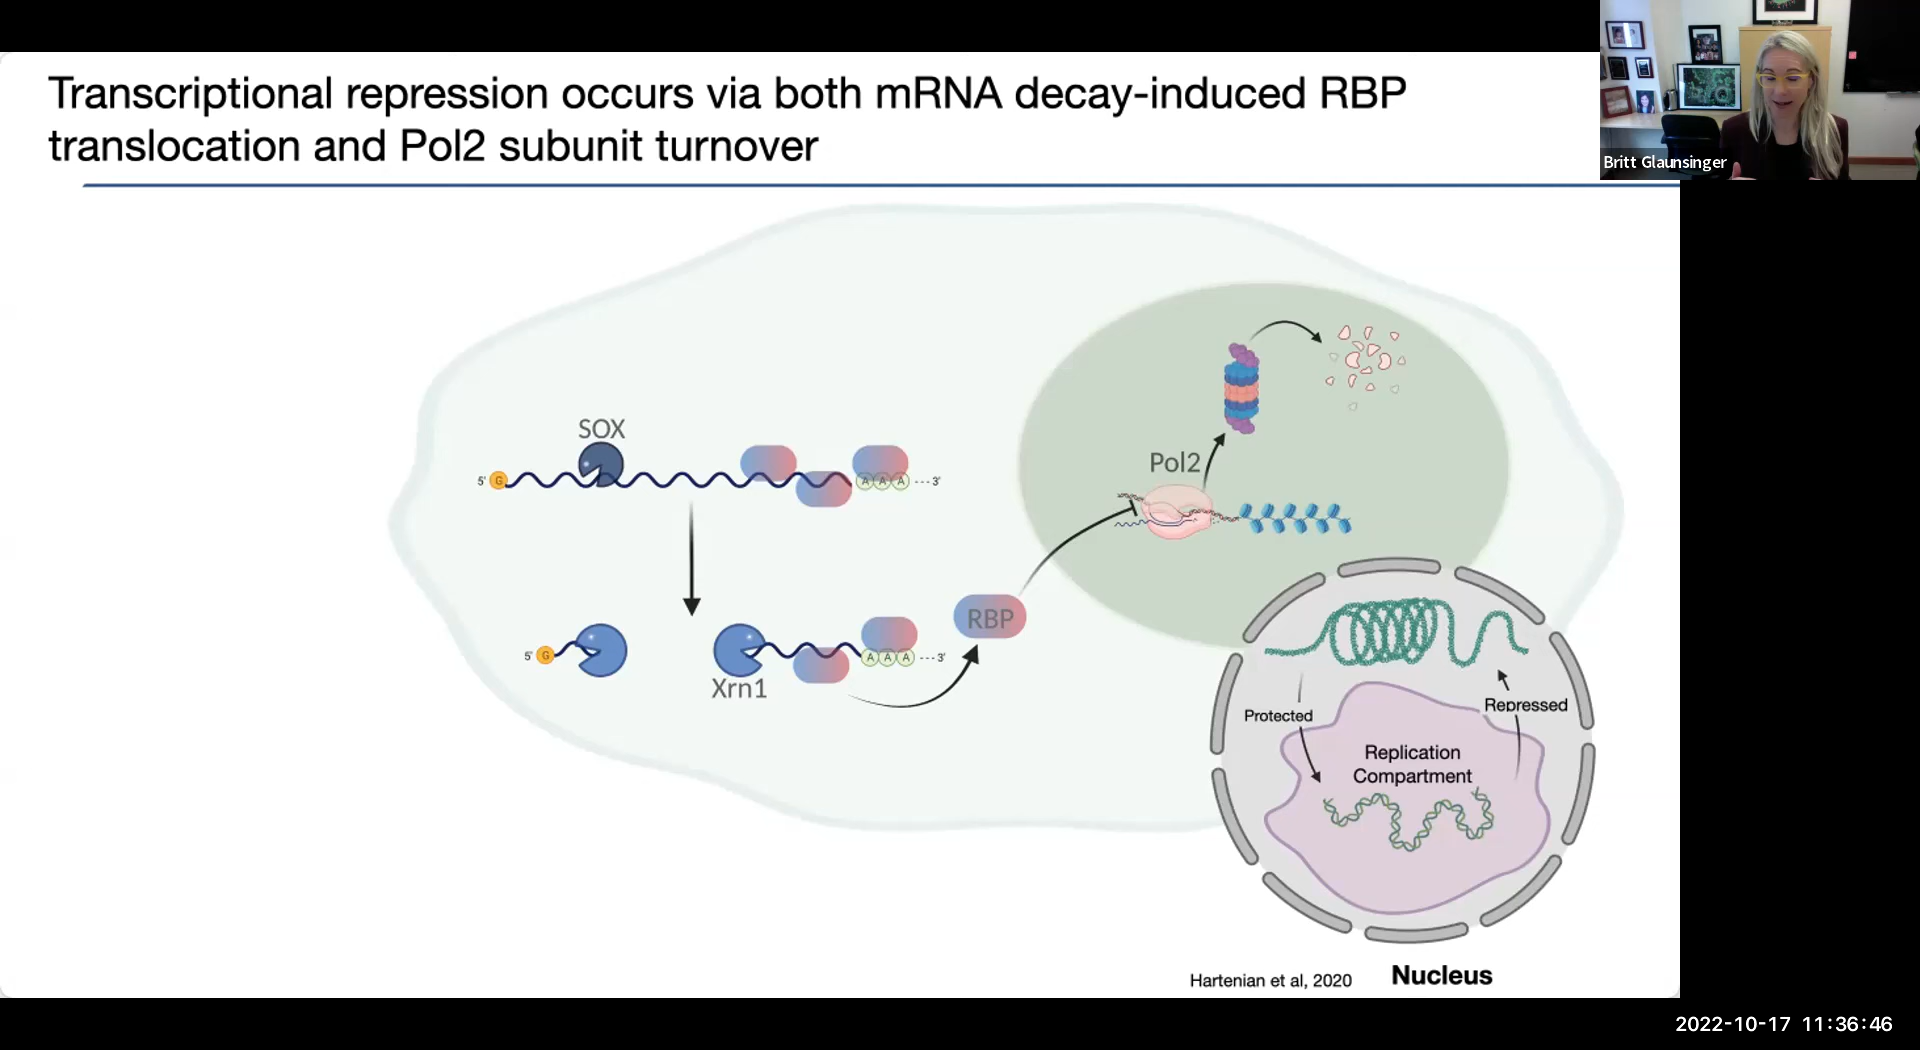 Transcriptional repression occurs via both mRNA decay-induced RBP
translocation and Pol2 subunit turnover
Britt Glaunsinger
SOX
5' G
A A A ---3'
Pol2
RBP
5' G
Xrn1
A A A ---3'
Protected
Repressed
Replication
Compartment
Hartenian et al, 2020
Nucleus
2022-10-17 11:36:46